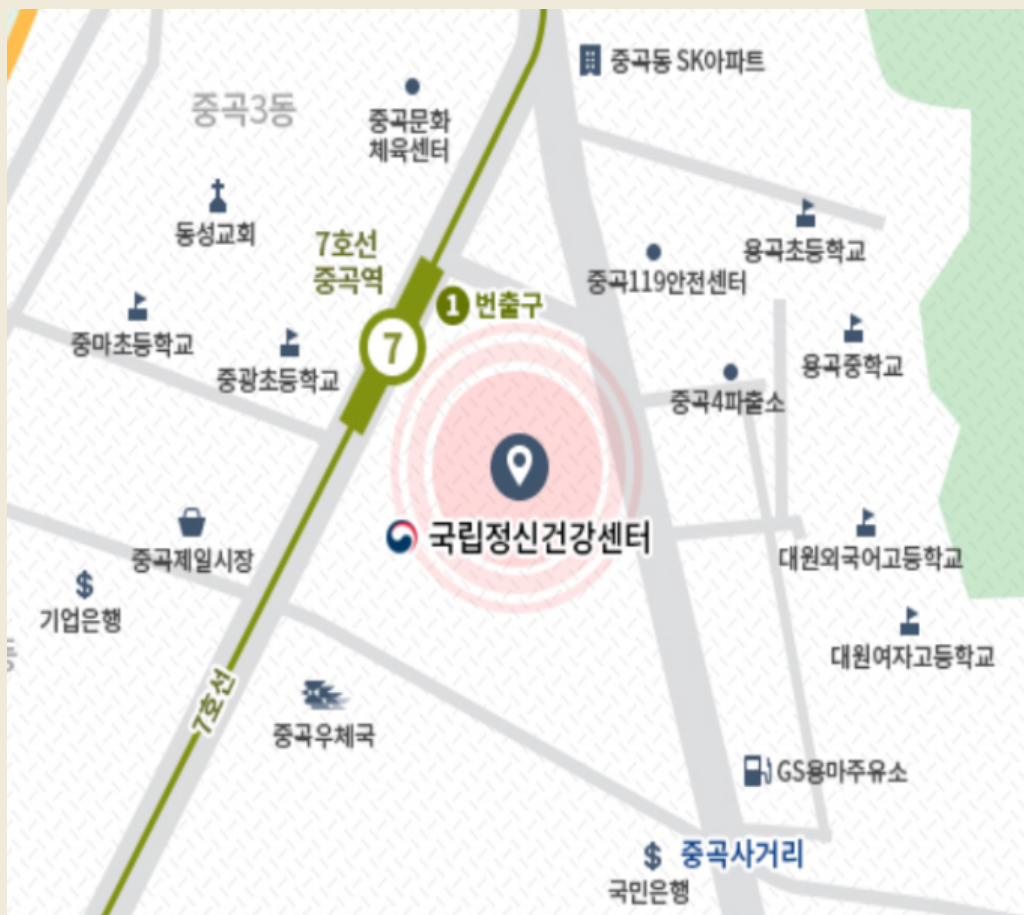 중곡동 SK아파트
중곡3동
중곡문화
체육센터
동성교회
7호선
중곡역
용곡초등학교
중곡119안전센터
1 번출구
중마초등학교
중광초등학교
7
용곡중학교
중곡4파출소
국립정신건강센터
중곡제일시장
대원외국어고등학교
기업은행
대원여자고등학교
7호선
중곡우체국
GS용마주유소
중곡사거리
국민은행